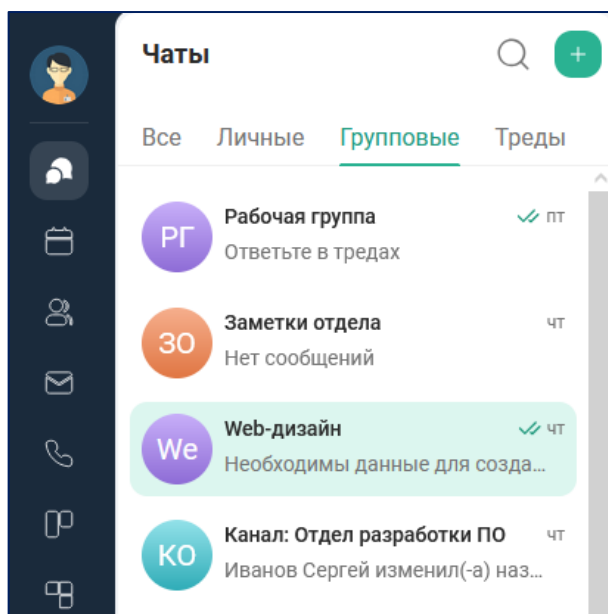 Чаты
Все Личные Групповые Треды
РГ Рабочая группа пт
Ответьте в тредах
ЗО Заметки отдела чт
Нет сообщений
We Web-дизайн чт
Необходимы данные для созда...
КО Канал: Отдел разработки ПО чт
Иванов Сергей изменил(-а) наз...